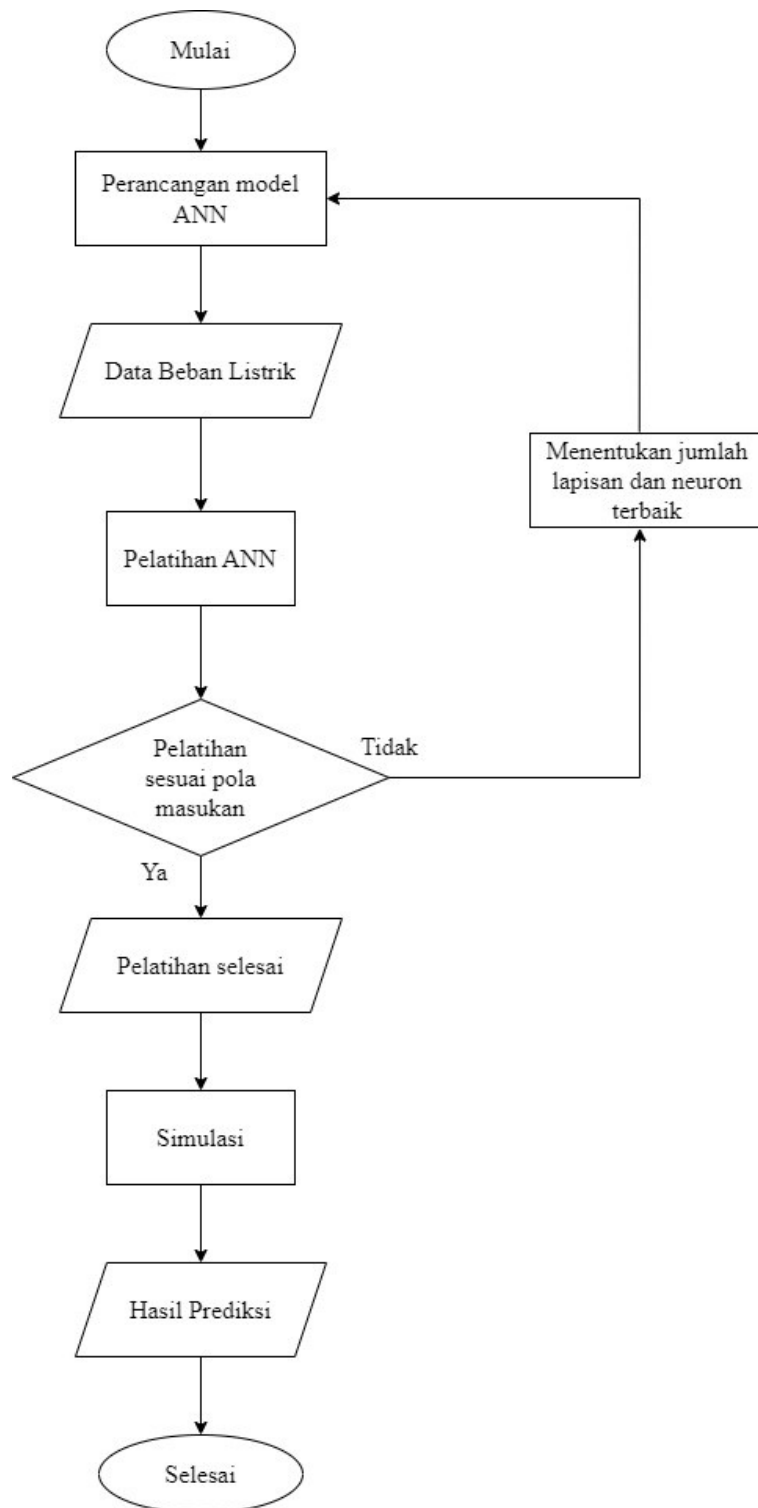 Mulai
Perancangan model
ANN
Data Beban Listrik
Menentukan jumlah
lapisan dan neuron
terbaik
Pelatihan ANN
Pelatihan
sesuai pola
masukan
Tidak
Ya
Pelatihan selesai
Simulasi
Hasil Prediksi
Selesai